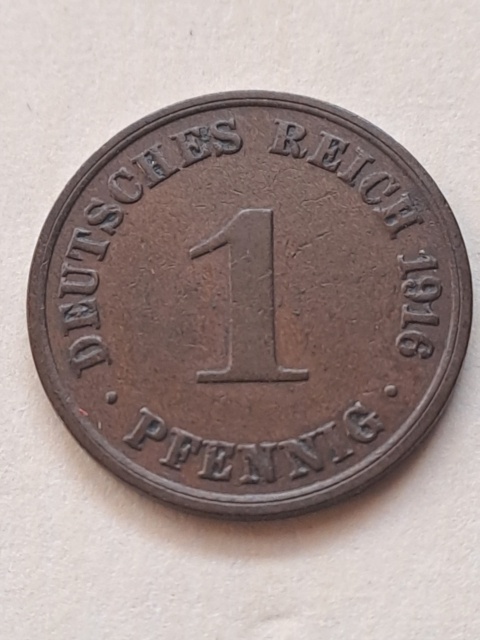 DEUTSCHES REICH 1916
1
· PFENNIG ·